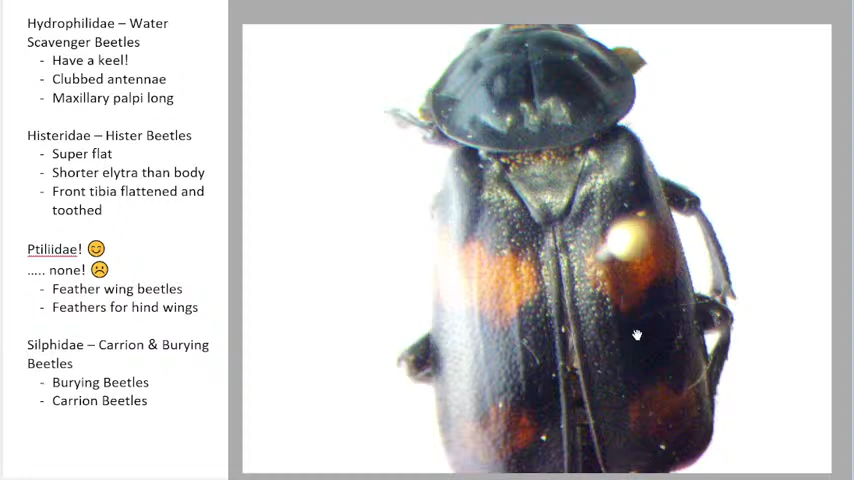 Hydrophilidae – Water
Scavenger Beetles
- Have a keel!
- Clubbed antennae
- Maxillary palpi long
Histeridae – Hister Beetles
- Super flat
- Shorter elytra than body
- Front tibia flattened and
toothed
Ptiliidae! 😊
..... none! ☹
- Feather wing beetles
- Feathers for hind wings
Silphidae – Carrion & Burying
Beetles
- Burying Beetles
- Carrion Beetles